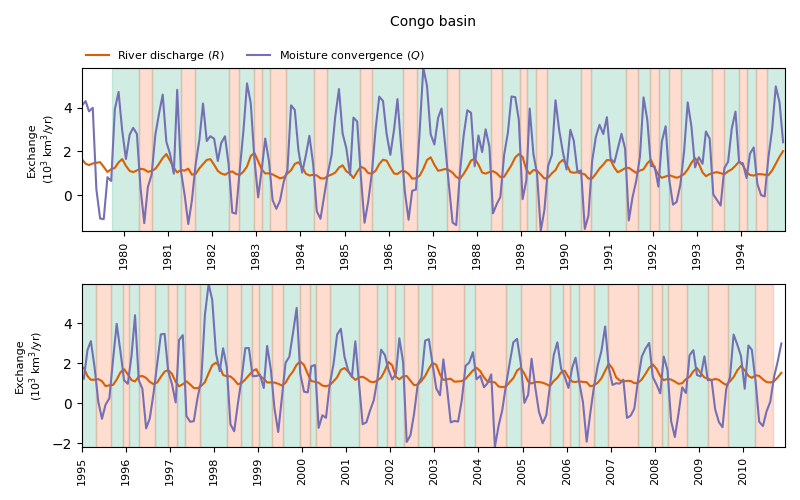 Congo basin
River discharge (R) Moisture convergence (Q)
Exchange
(10³ km³/yr)
4
2
0
1980 1981 1982 1983 1984 1985 1986 1987 1988 1989 1990 1991 1992 1993 1994
Exchange
(10³ km³/yr)
4
2
0
−2
1995 1996 1997 1998 1999 2000 2001 2002 2003 2004 2005 2006 2007 2008 2009 2010